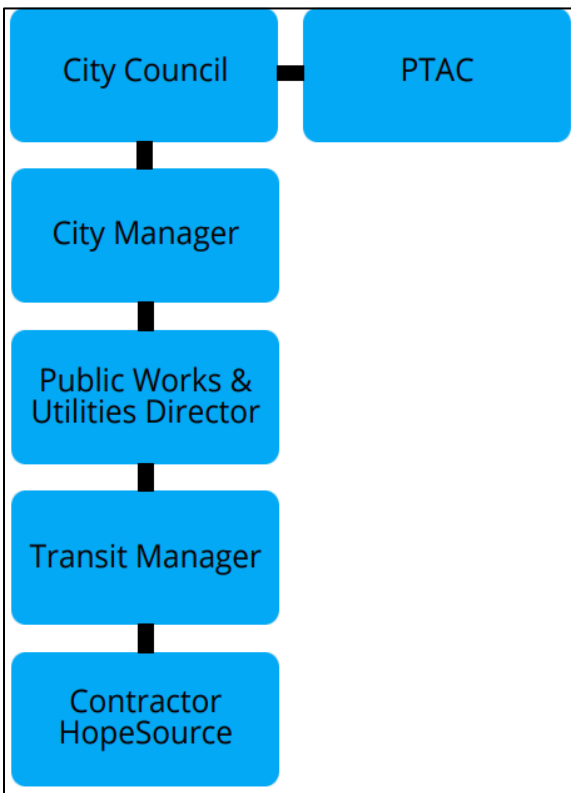 City Council
PTAC
City Manager
Public Works &
Utilities Director
Transit Manager
Contractor
HopeSource